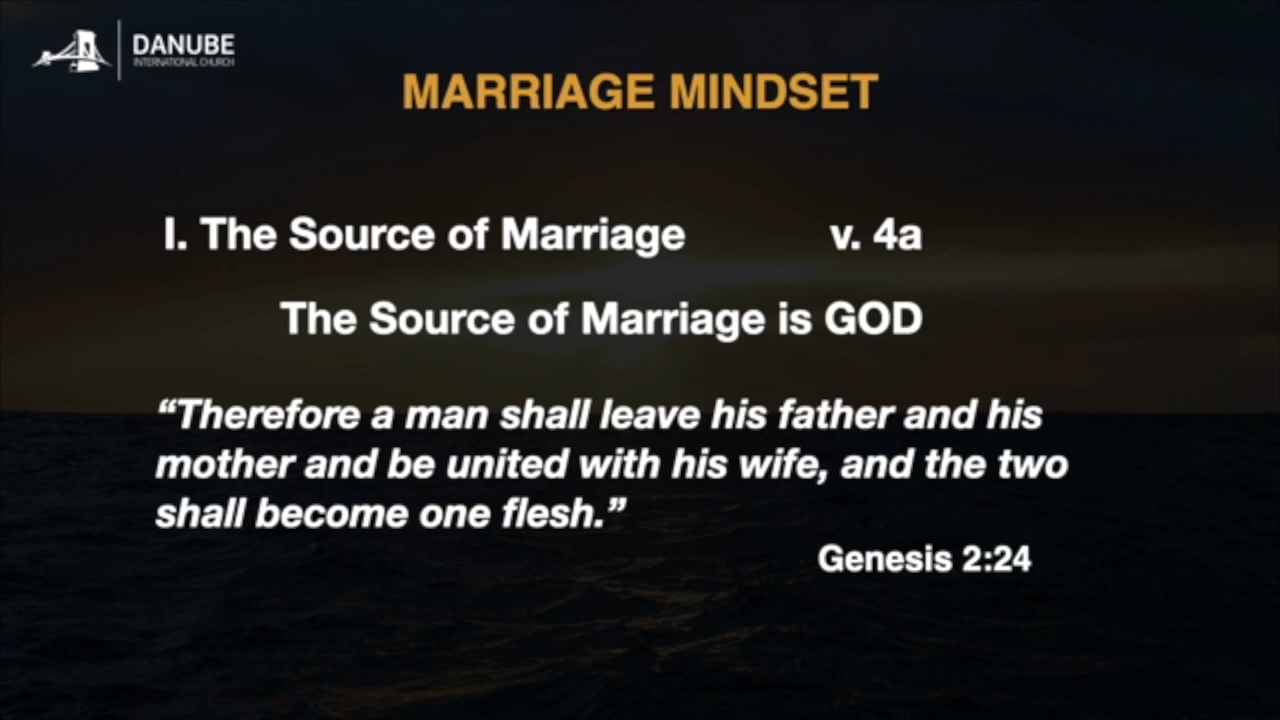 DANUBE
INTERNATIONAL CHURCH
MARRIAGE MINDSET
I. The Source of Marriage v. 4a
The Source of Marriage is GOD
“Therefore a man shall leave his father and his
mother and be united with his wife, and the two
shall become one flesh.”
Genesis 2:24